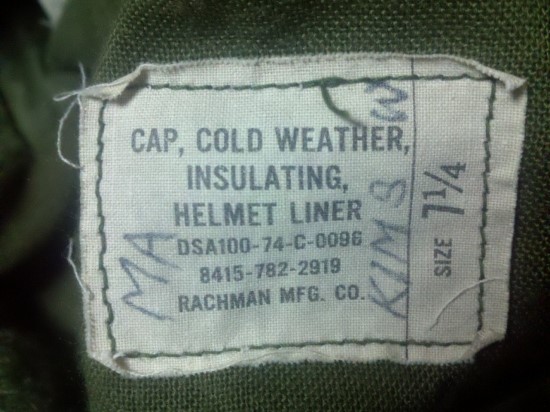 CAP, COLD WEATHER,
INSULATING,
HELMET LINER
DSA100-74-C-0096
8415-782-2919
RACHMAN MFG. CO.
SIZE 7 1/4
MA
KIM S